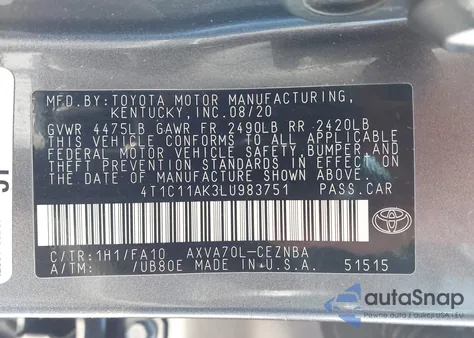 MFD.BY:TOYOTA MOTOR MANUFACTURING,
KENTUCKY, INC.08/20
GVWR 4475LB GAWR FR 2490LB RR 2420LB
THIS VEHICLE CONFORMS TO ALL APPLICABLE
FEDERAL MOTOR VEHICLE SAFETY, BUMPER, AND
THEFT PREVENTION STANDARDS IN EFFECT ON
THE DATE OF MANUFACTURE SHOWN ABOVE.
4T1C11AK3LU983751 PASS.CAR
C/TR:1H1/FA10 AXVA70L-CEZNBA
A/TM: /UB80E MADE IN U.S.A. 51515
autoSnap